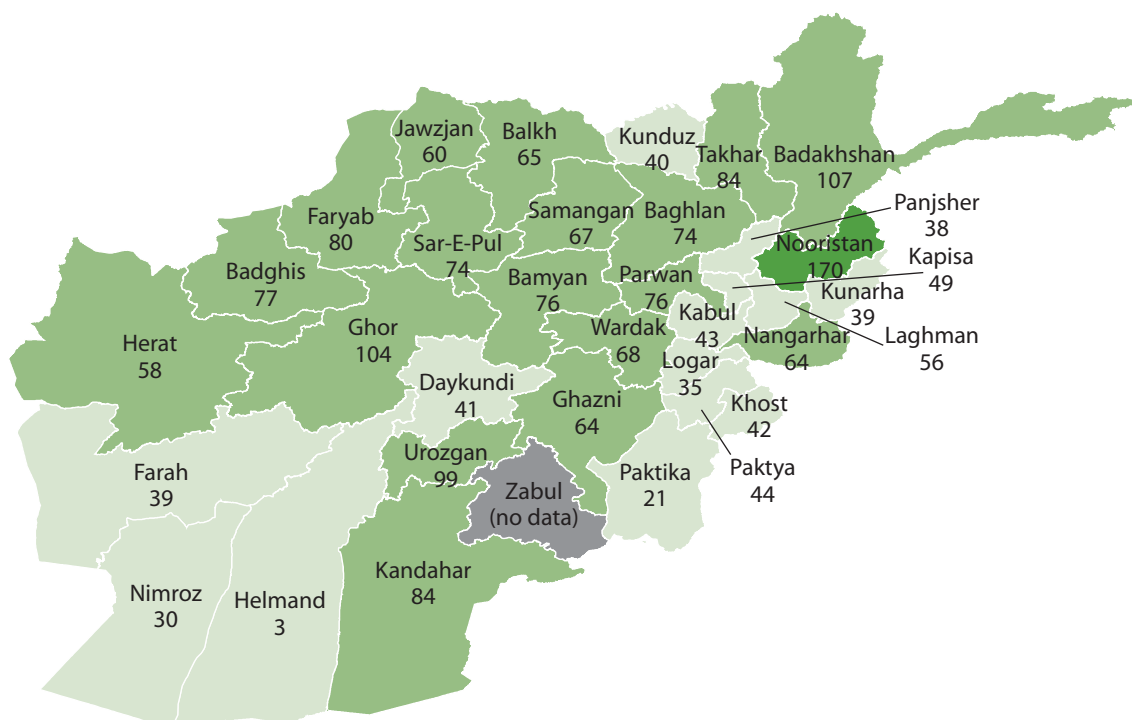 Jawzjan
60
Balkh
65
Kunduz
40
Takhar
84
Badakhshan
107
Panjsher
38
Faryab
80
Sar-E-Pul
74
Samangan
67
Baghlan
74
Nooristan
170
Kapisa
49
Badghis
77
Bamyan
76
Parwan
76
Kunarha
39
Herat
58
Ghor
104
Wardak
68
Kabul
43
Nangarhar
64
Laghman
56
Daykundi
41
Ghazni
64
Logar
35
Khost
42
Farah
39
Urozgan
99
Zabul
(no data)
Paktika
21
Paktya
44
Nimroz
30
Helmand
3
Kandahar
84